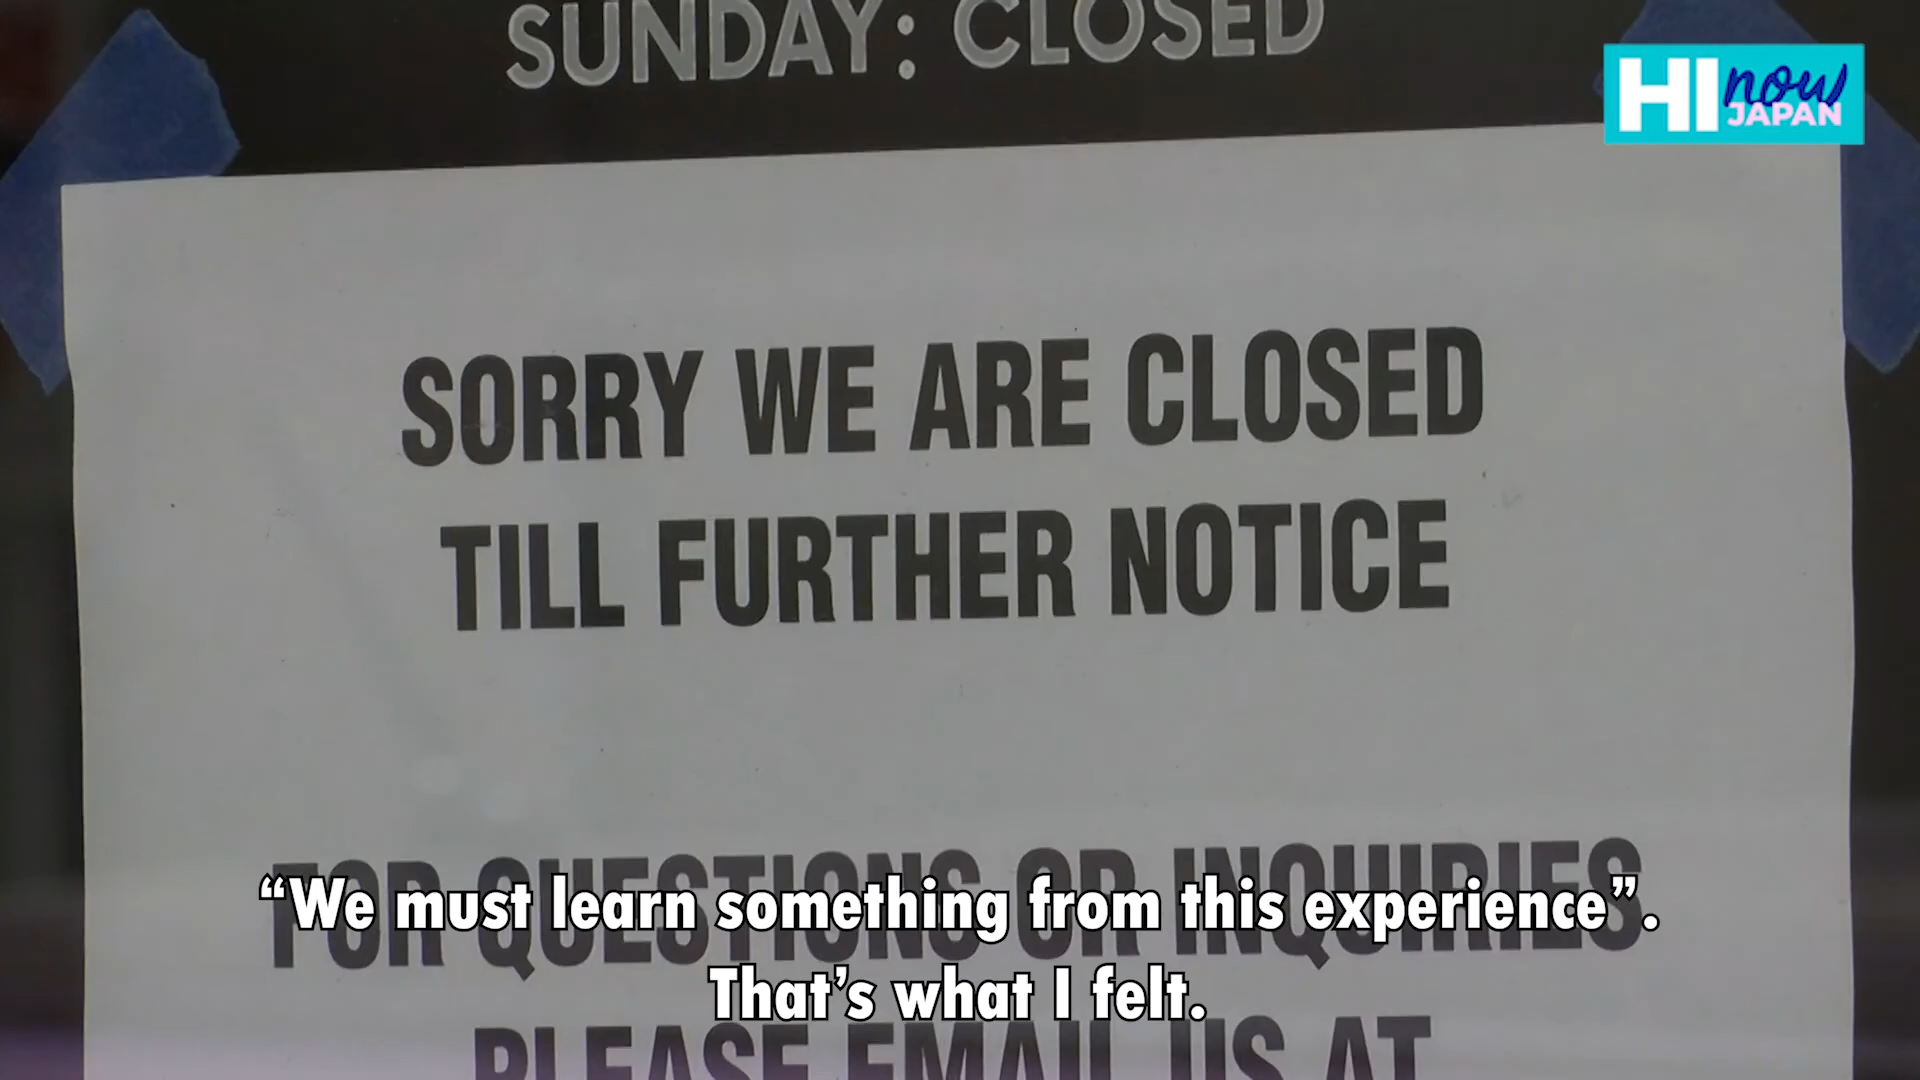 SUNDAY: CLOSED
HI now
JAPAN
SORRY WE ARE CLOSED
TILL FURTHER NOTICE
FOR QUESTIONS OR INQUIRIES
“We must learn something from this experience”.
That’s what I felt.
PLEASE EMAIL US AT